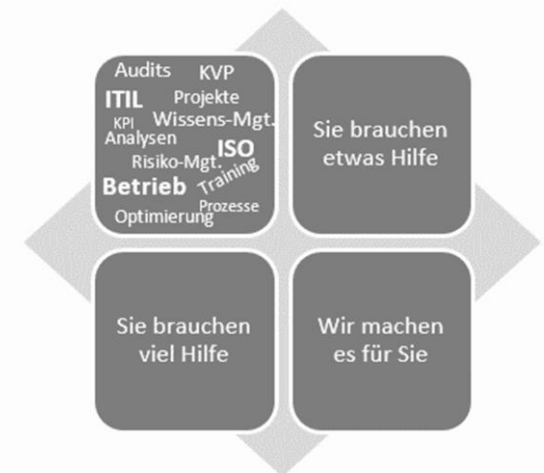 Audits KVP
ITIL Projekte
KPI Wissens-Mgt.
Analysen
ISO
Risiko-Mgt.
Betrieb Training
Prozesse
Optimierung
Sie brauchen
etwas Hilfe
Sie brauchen
viel Hilfe
Wir machen
es für Sie